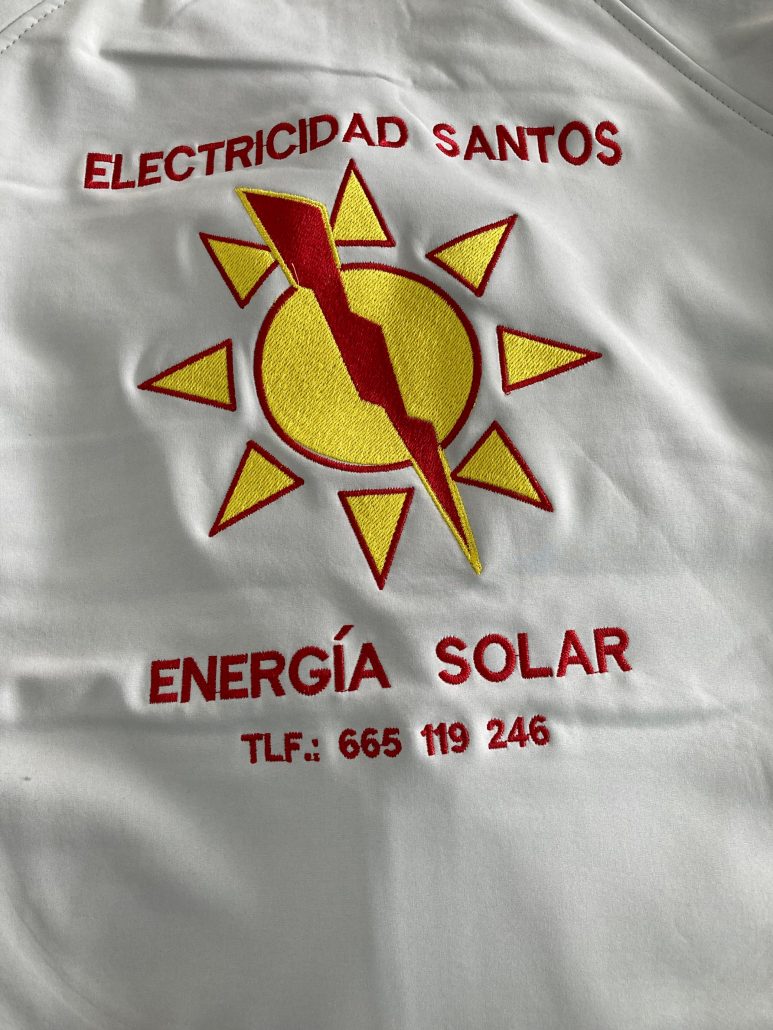 ELECTRICIDAD SANTOS
ENERGÍA SOLAR
TLF.: 665 119 246